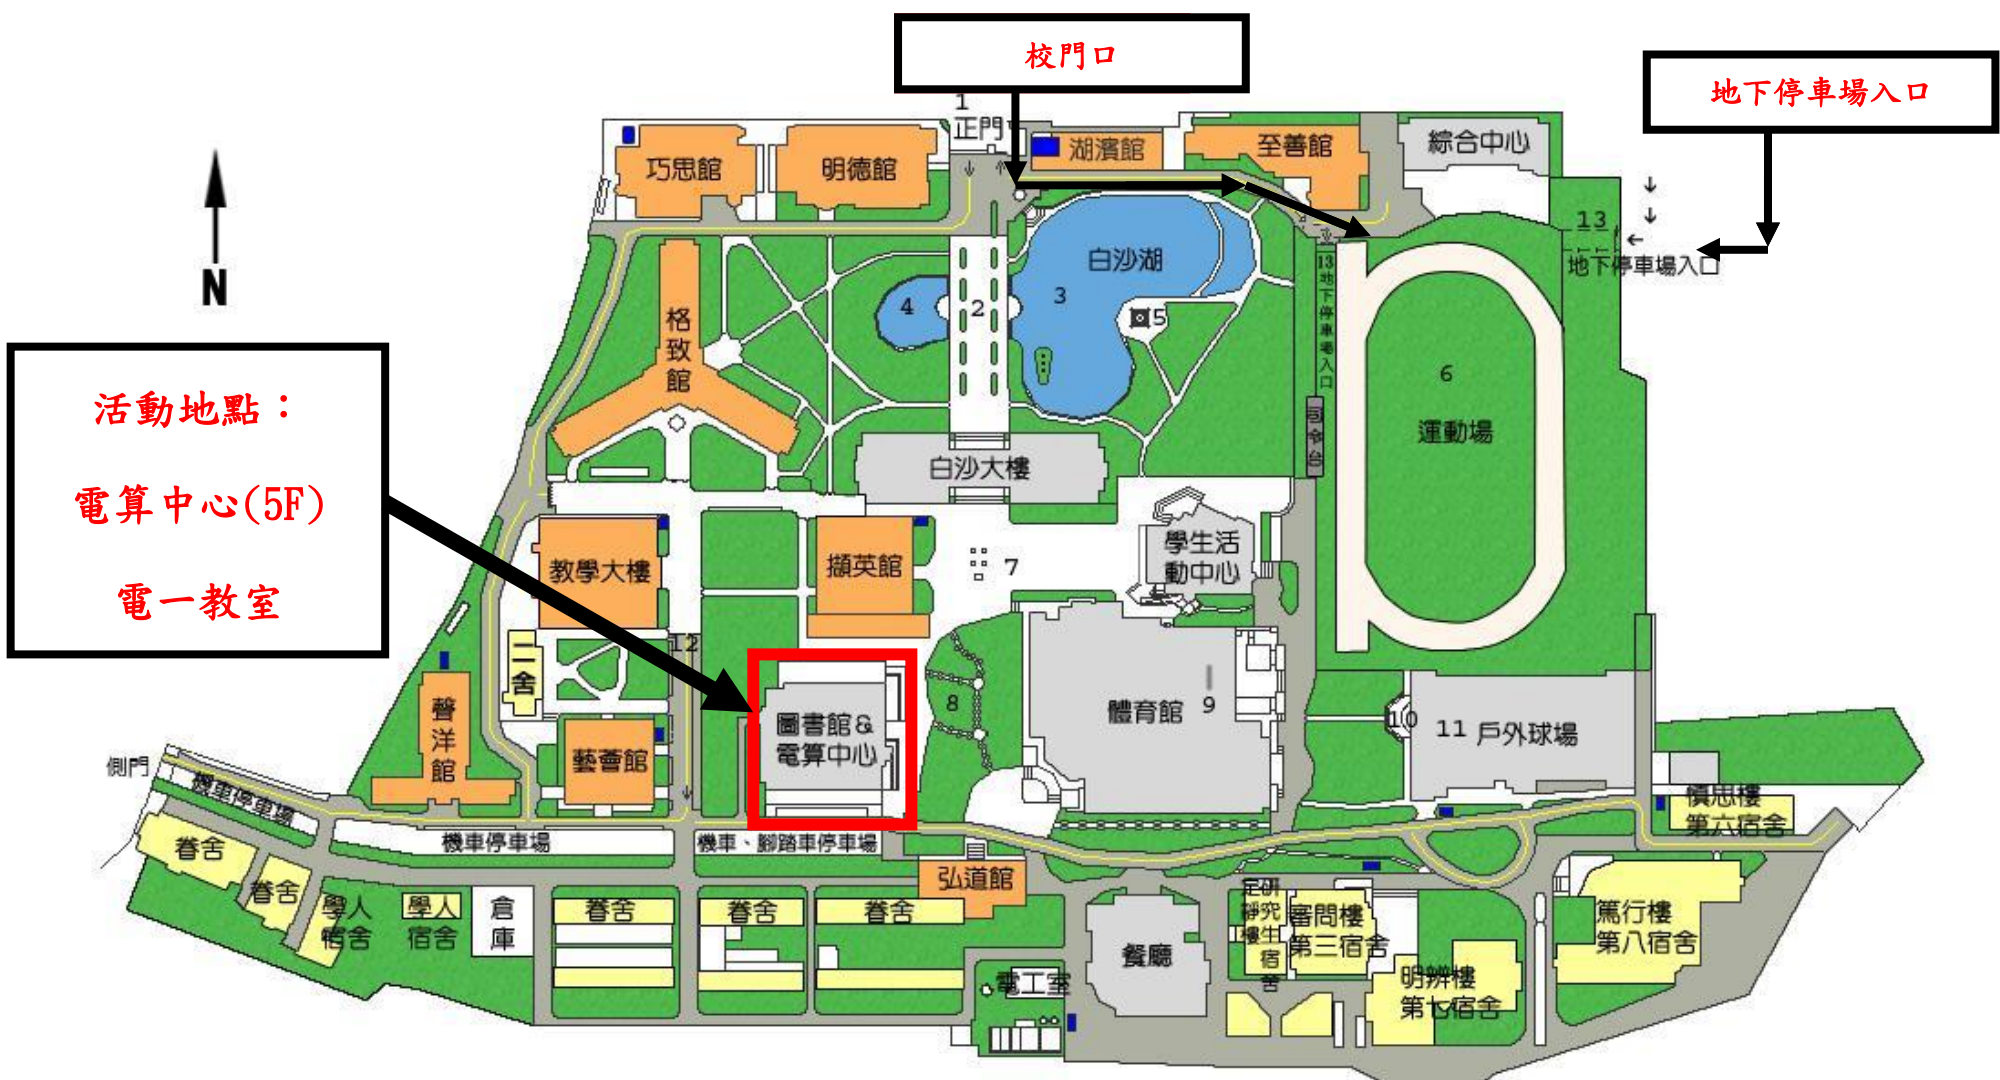 校門口
地下停車場入口
1
正門
湖濱館
至善館
綜合中心
巧思館
明德館
13
地下停車場入口
N
白沙湖
13地下停車場入口
4
2
3
5
格致館
6
運動場
司令台
活動地點：
電算中心(5F)
電一教室
白沙大樓
教學大樓
擷英館
7
學生活
動中心
12
二舍
聲洋館
藝薈館
圖書館&
電算中心
8
體育館
9
10
11 戶外球場
側門
機車停車場
機車停車場
機車、腳踏車停車場
慎思樓
第六宿舍
眷舍
眷舍
學人
宿舍
學人
宿舍
倉庫
眷舍
眷舍
眷舍
弘道館
餐廳
電工室
研究生宿舍
審問樓
第三宿舍
明辨樓
第七宿舍
篤行樓
第八宿舍